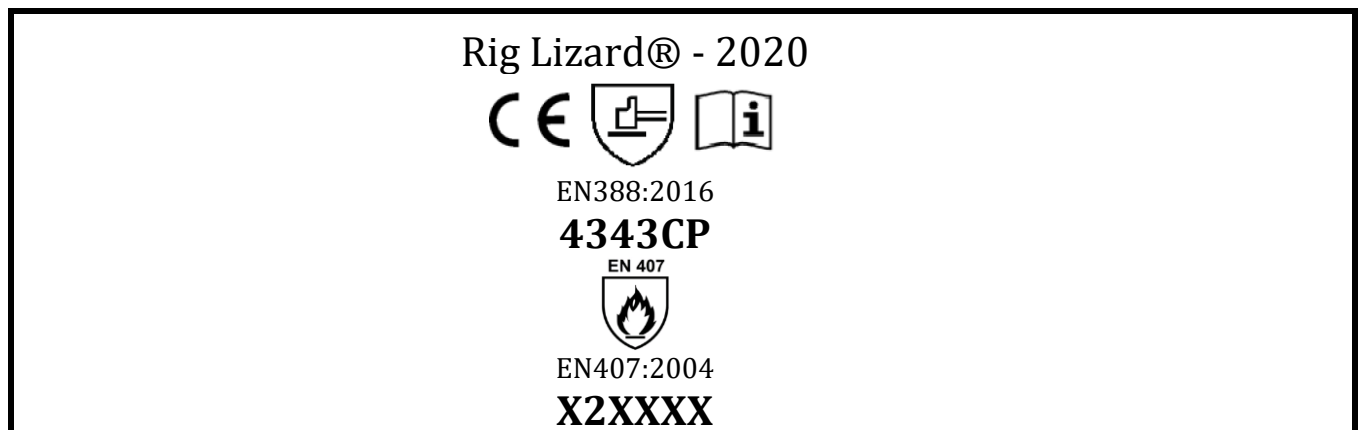 Rig Lizard® - 2020
CE i
EN388:2016
4343CP
EN 407
EN407:2004
X2XXXX